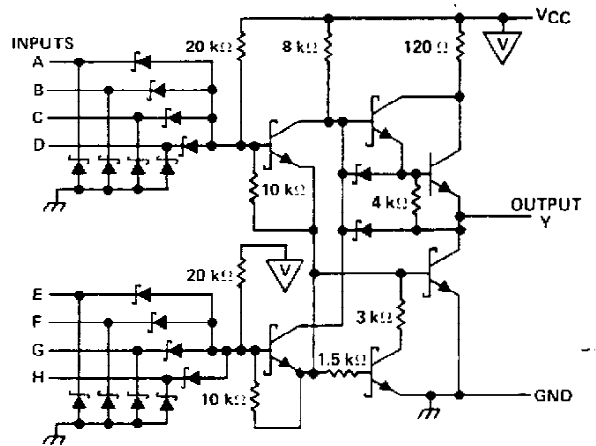 VCC
INPUTS
20 kΩ
8 kΩ
120 Ω
V
A
B
C
D
10 kΩ
4 kΩ
OUTPUT
Y
20 kΩ
V
E
F
G
H
3 kΩ
1.5 kΩ
10 kΩ
GND